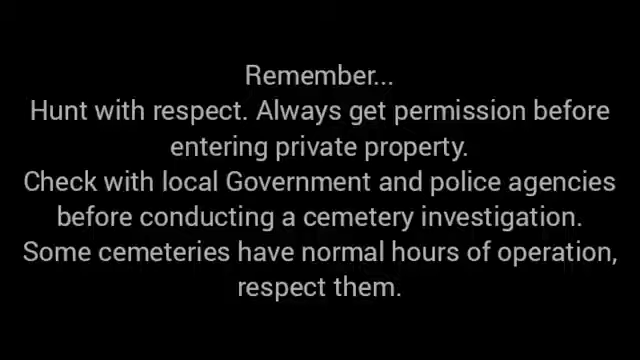 Remember...
Hunt with respect. Always get permission before
entering private property.
Check with local Government and police agencies
before conducting a cemetery investigation.
Some cemeteries have normal hours of operation,
respect them.